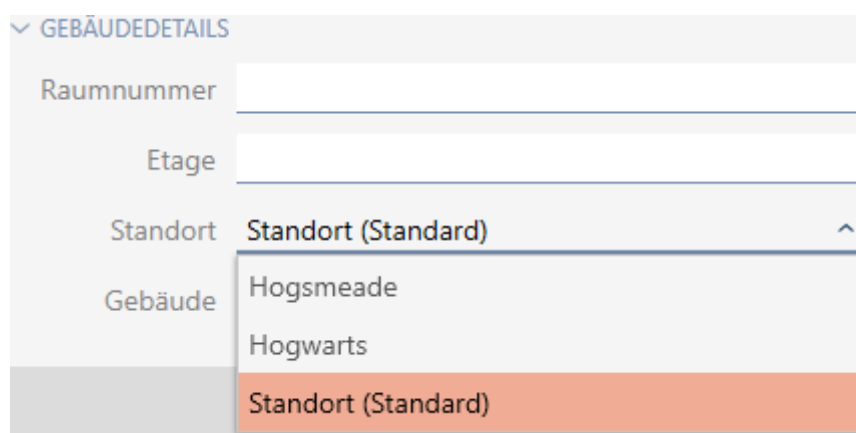 GEBÄUDEDETAILS
Raumnummer
Etage
Standort Standort (Standard)
Gebäude
Hogsmeade
Hogwarts
Standort (Standard)